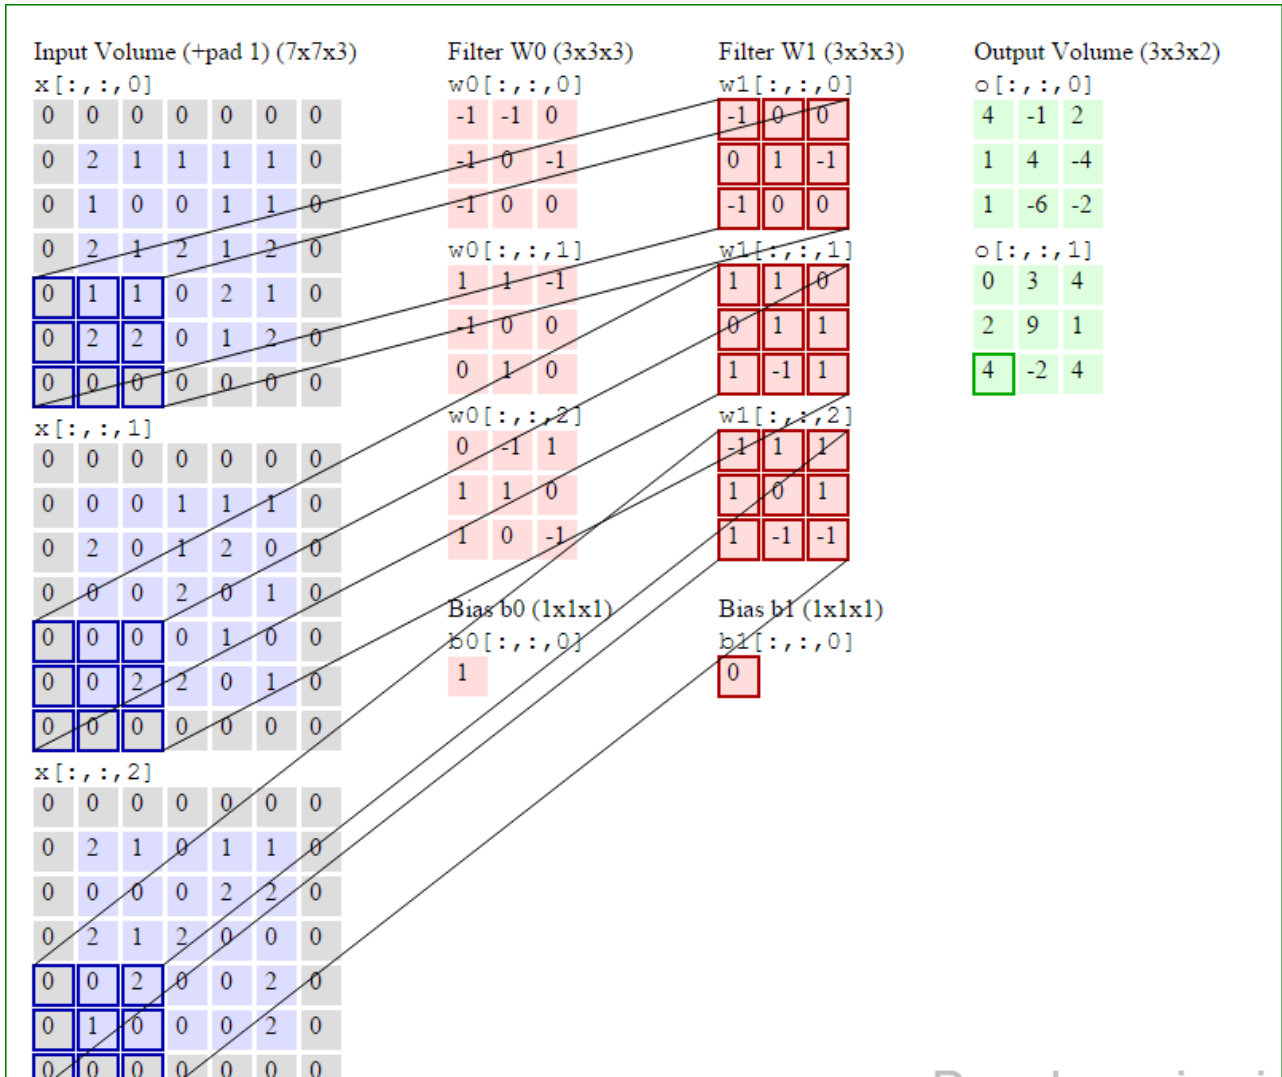 Input Volume (+pad 1) (7x7x3)
x[:,:,0]
0 0 0 0 0 0 0
0 2 1 1 1 1 0
0 1 0 0 1 1 0
0 2 1 2 1 2 0
0 1 1 0 2 1 0
0 2 2 0 1 2 0
0 0 0 0 0 0 0
x[:,:,1]
0 0 0 0 0 0 0
0 0 0 1 1 1 0
0 2 0 1 2 0 0
0 0 0 2 0 1 0
0 0 0 0 1 0 0
0 0 2 2 0 1 0
0 0 0 0 0 0 0
x[:,:,2]
0 0 0 0 0 0 0
0 2 1 0 1 1 0
0 0 0 0 2 2 0
0 2 1 2 0 0 0
0 0 2 0 0 2 0
0 1 0 0 0 2 0
0 0 0 0 0 0 0
Filter W0 (3x3x3)
w0[:,:,0]
-1 -1 0
-1 0 -1
-1 0 0
w0[:,:,1]
1 1 -1
-1 0 0
0 1 0
w0[:,:,2]
0 -1 1
1 1 0
1 0 -1
Bias b0 (1x1x1)
b0[:,:,0]
1
Filter W1 (3x3x3)
w1[:,:,0]
-1 0 0
0 1 -1
-1 0 0
w1[:,:,1]
1 1 0
0 1 1
1 -1 1
w1[:,:,2]
-1 1 1
1 0 1
1 -1 -1
Bias b1 (1x1x1)
b1[:,:,0]
0
Output Volume (3x3x2)
o[:,:,0]
4 -1 2
1 4 -4
1 -6 -2
o[:,:,1]
0 3 4
2 9 1
4 -2 4